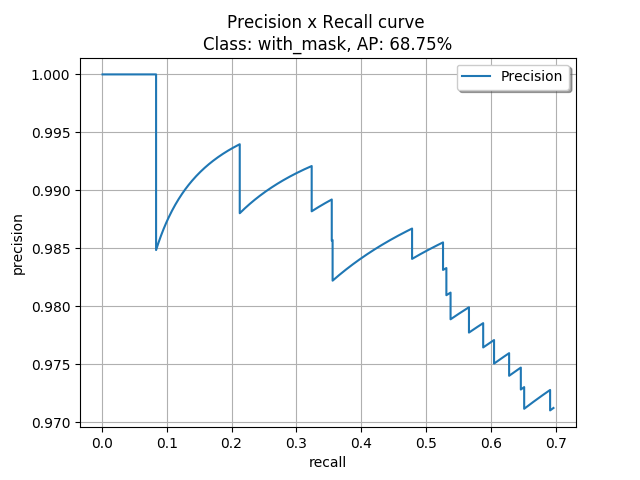 Precision x Recall curve
Class: with_mask, AP: 68.75%
Precision
1.000
0.995
0.990
0.985
0.980
0.975
0.970
precision
0.0 0.1 0.2 0.3 0.4 0.5 0.6 0.7
recall